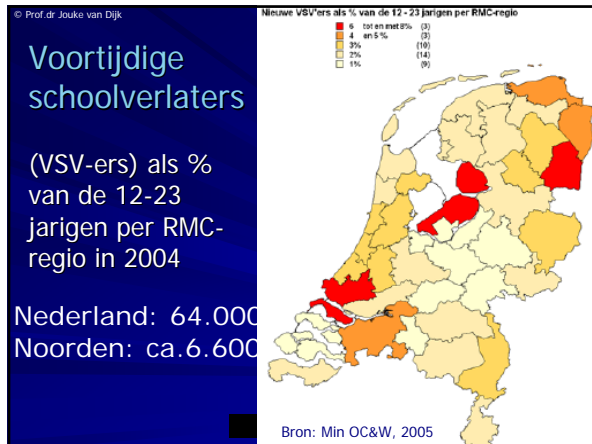 © Prof.dr Jouke van Dijk
Voortijdige
schoolverlaters
(VSV-ers) als %
van de 12-23
jarigen per RMC-
regio in 2004
Nederland: 64.000
Noorden: ca.6.600
Nieuwe VSV'ers als % van de 12 - 23 jarigen per RMC-regio
6 tot en met 8% (3)
4 en 5 % (3)
3% (10)
2% (14)
1% (9)
Bron: Min OC&W, 2005